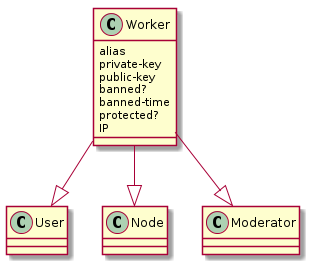 C Worker
alias
private-key
public-key
banned?
banned-time
protected?
IP
C User
C Node
C Moderator